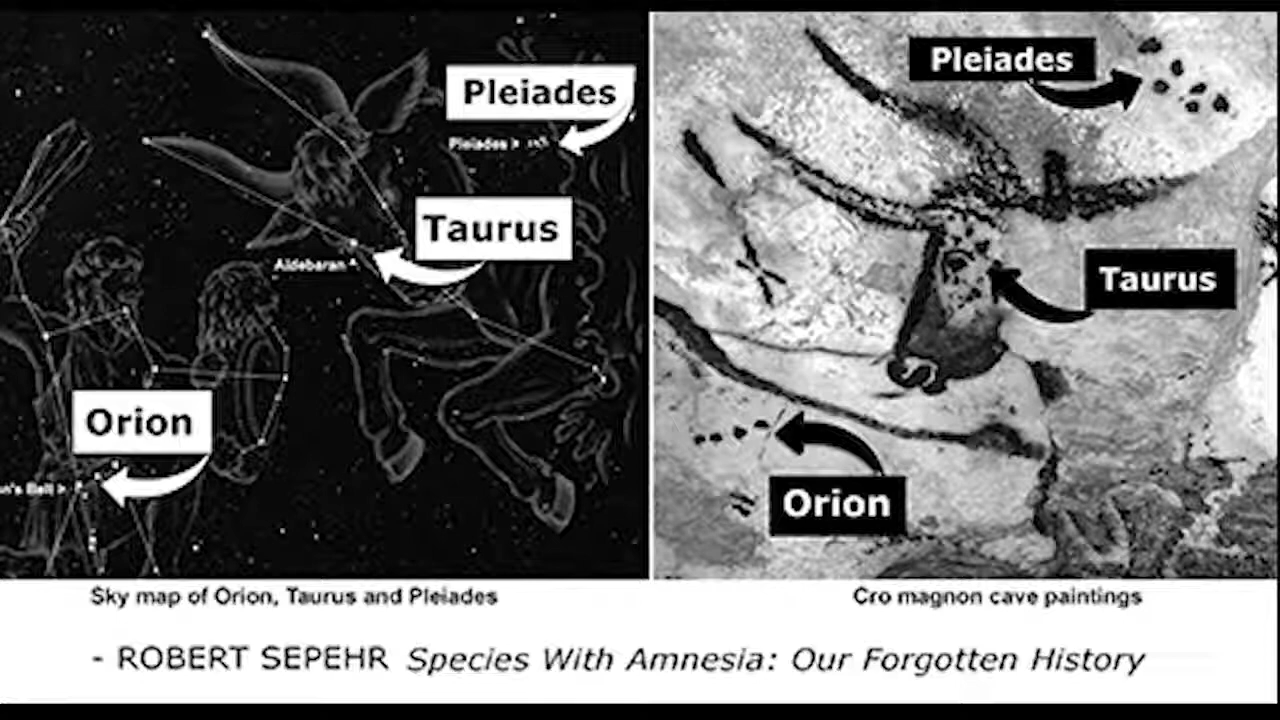 Pleiades
Pleiades
Taurus
Aldebaran
Orion
Pleiades
Taurus
Orion
Sky map of Orion, Taurus and Pleiades
Cro magnon cave paintings
- ROBERT SEPEHR Species With Amnesia: Our Forgotten History